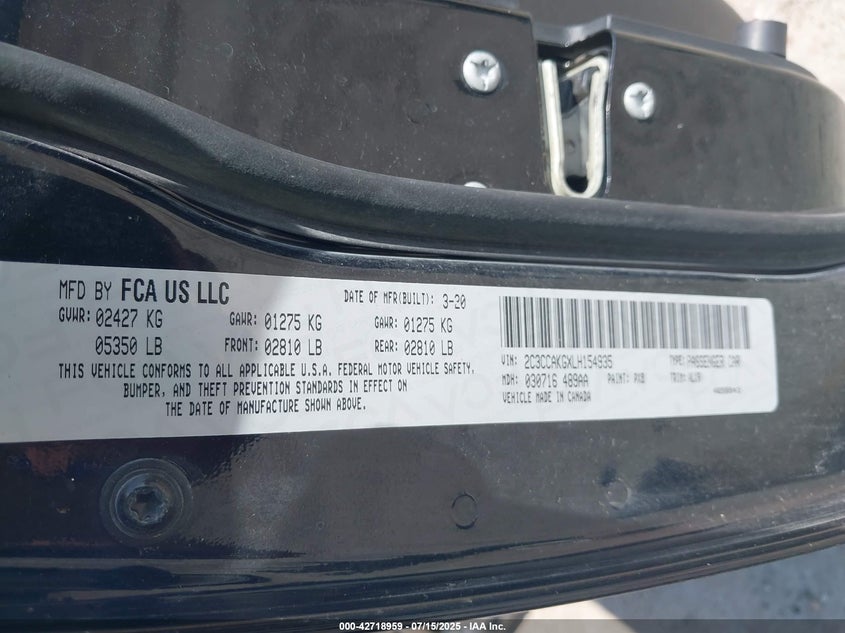 MFD BY FCA US LLC
DATE OF MFR(BUILT): 3-20
GVWR: 02427 KG
GAWR: 01275 KG
GAWR: 01275 KG
05350 LB
FRONT: 02810 LB
REAR: 02810 LB
THIS VEHICLE CONFORMS TO ALL APPLICABLE U.S.A. FEDERAL MOTOR VEHICLE SAFETY,
BUMPER, AND THEFT PREVENTION STANDARDS IN EFFECT ON
THE DATE OF MANUFACTURE SHOWN ABOVE.
VIN: 2C3CCAKGXLH154935
TYPE: PASSENGER CAR
MDH: 030716 489AA
PAINT: PX8
TRIM:
VEHICLE MADE IN CANADA
000-42718959 - 07/15/2025 - IAA Inc.